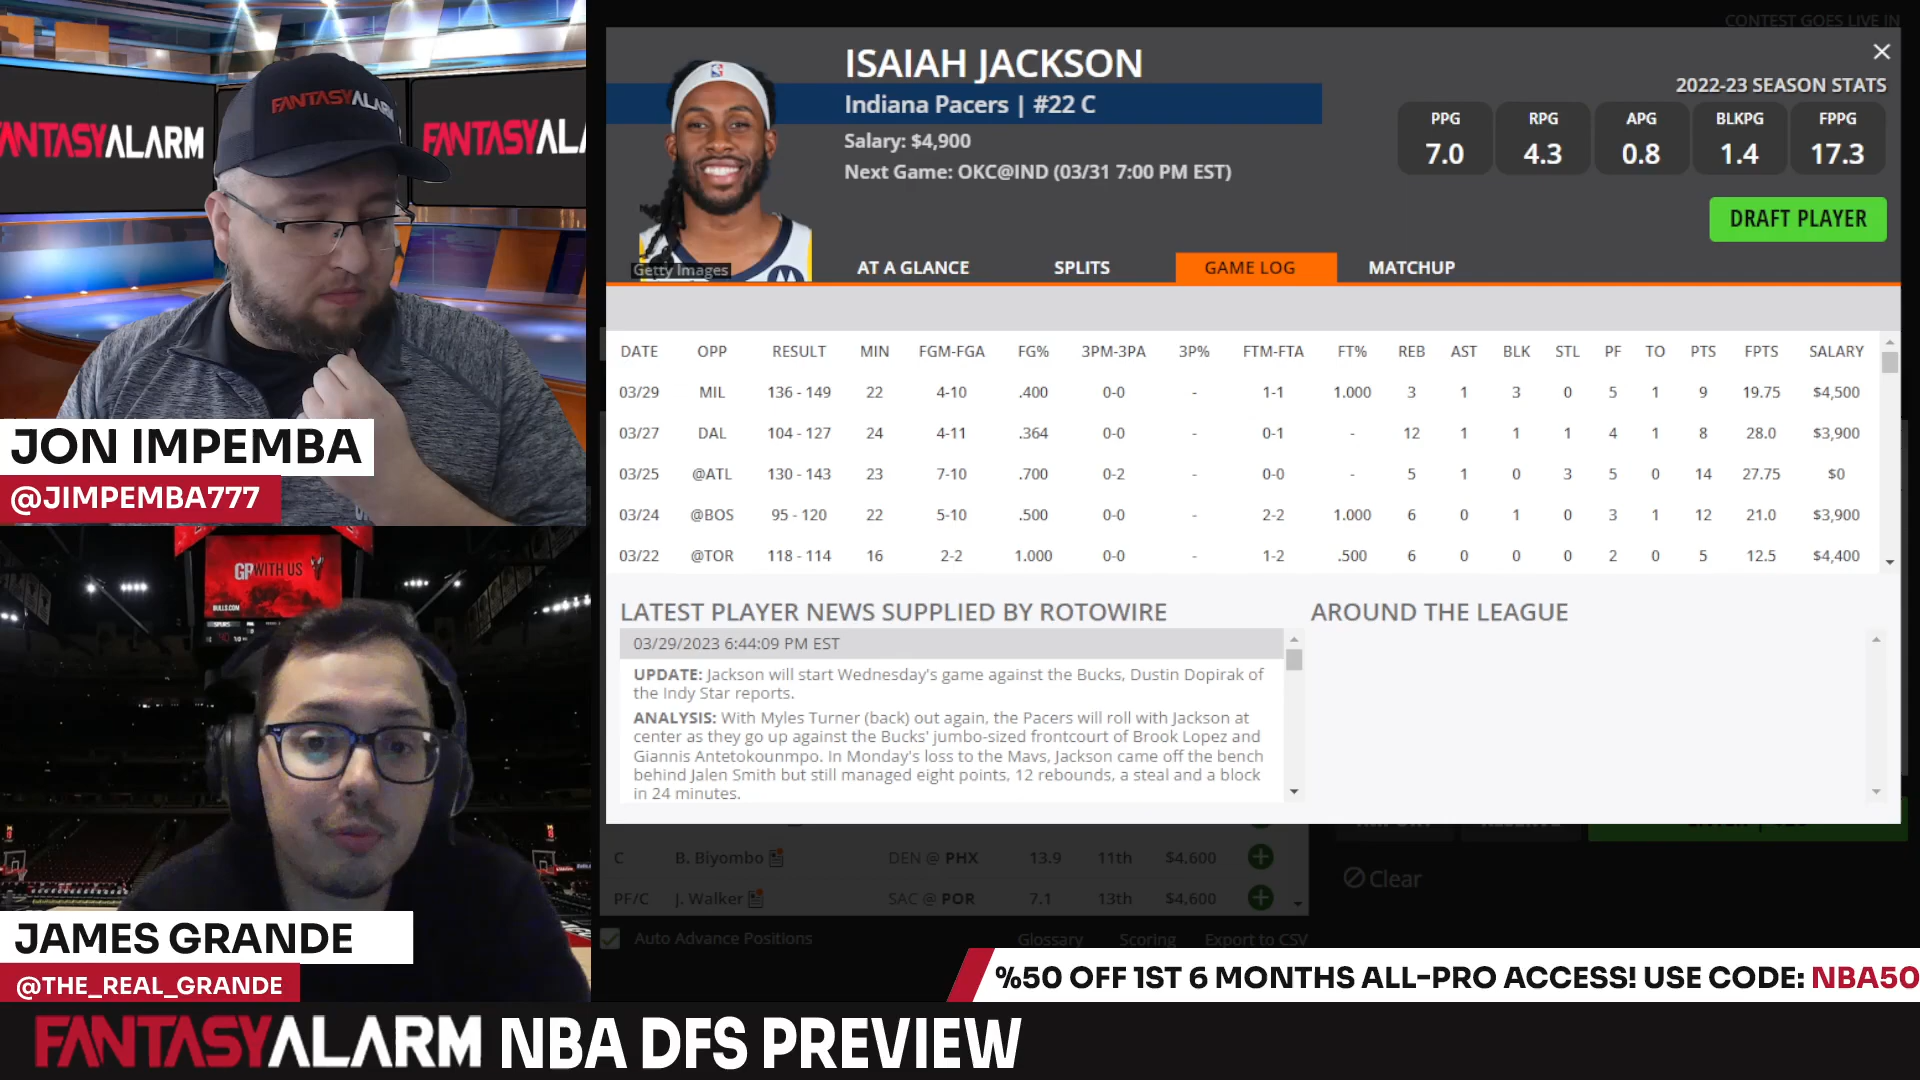 CONTEST GOES LIVE IN
FANTASYALARM
FANTASYALARM
FANTASYAL
JON IMPEMBA
@JIMPEMBA777
GP WITH US
BULLS.COM
SPURS
JAMES GRANDE
@THE_REAL_GRANDE
ISAIAH JACKSON
Indiana Pacers | #22 C
Salary: $4,900
Next Game: OKC@IND (03/31 7:00 PM EST)
Getty Images
2022-23 SEASON STATS
PPG RPG APG BLKPG FPPG
7.0 4.3 0.8 1.4 17.3
DRAFT PLAYER
AT A GLANCE SPLITS GAME LOG MATCHUP
DATE OPP RESULT MIN FGM-FGA FG% 3PM-3PA 3P% FTM-FTA FT% REB AST BLK STL PF TO PTS FPTS SALARY
03/29 MIL 136 - 149 22 4-10 .400 0-0 - 1-1 1.000 3 1 3 0 5 1 9 19.75 $4,500
03/27 DAL 104 - 127 24 4-11 .364 0-0 - 0-1 - 12 1 1 1 4 1 8 28.0 $3,900
03/25 @ATL 130 - 143 23 7-10 .700 0-2 - 0-0 - 5 1 0 3 5 0 14 27.75 $0
03/24 @BOS 95 - 120 22 5-10 .500 0-0 - 2-2 1.000 6 0 1 0 3 1 12 21.0 $3,900
03/22 @TOR 118 - 114 16 2-2 1.000 0-0 - 1-2 .500 6 0 0 0 2 0 5 12.5 $4,400
LATEST PLAYER NEWS SUPPLIED BY ROTOWIRE
03/29/2023 6:44:09 PM EST
UPDATE: Jackson will start Wednesday's game against the Bucks, Dustin Dopirak of
the Indy Star reports.
ANALYSIS: With Myles Turner (back) out again, the Pacers will roll with Jackson at
center as they go up against the Bucks' jumbo-sized frontcourt of Brook Lopez and
Giannis Antetokounmpo. In Monday's loss to the Mavs, Jackson came off the bench
behind Jalen Smith but still managed eight points, 12 rebounds, a steal and a block
in 24 minutes.
AROUND THE LEAGUE
C B. Biyombo DEN @ PHX 13.9 11th $4,600
PF/C J. Walker SAC @ POR 7.1 13th $4,600
Clear
Auto Advance Positions Glossary Scoring Export to CSV
%50 OFF 1ST 6 MONTHS ALL-PRO ACCESS! USE CODE: NBA50
FANTASYALARM NBA DFS PREVIEW